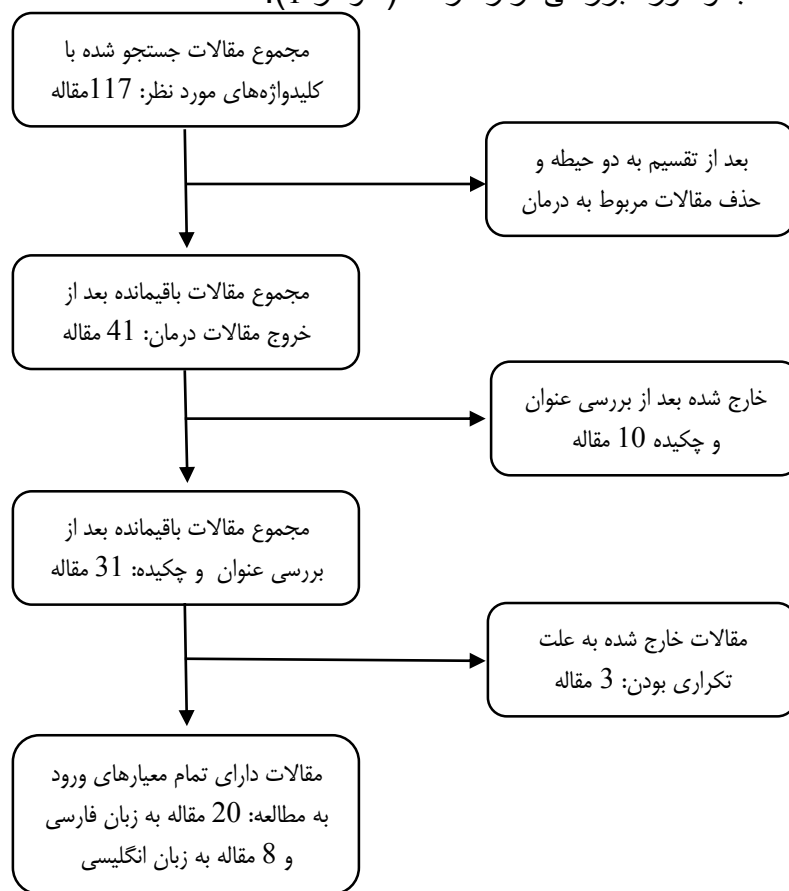 مجموع مقالات جستجو شده با
کلیدواژه‌های مورد نظر: 117مقاله
بعد از تقسیم به دو حیطه و
حذف مقالات مربوط به درمان
مجموع مقالات باقیمانده بعد از
خروج مقالات درمان: 41 مقاله
خارج شده بعد از بررسی عنوان
و چکیده 10 مقاله
مجموع مقالات باقیمانده بعد از
بررسی عنوان و چکیده: 31 مقاله
مقالات خارج شده به علت
تکراری بودن: 3 مقاله
مقالات دارای تمام معیارهای ورود
به مطالعه: 20 مقاله به زبان فارسی
و 8 مقاله به زبان انگلیسی